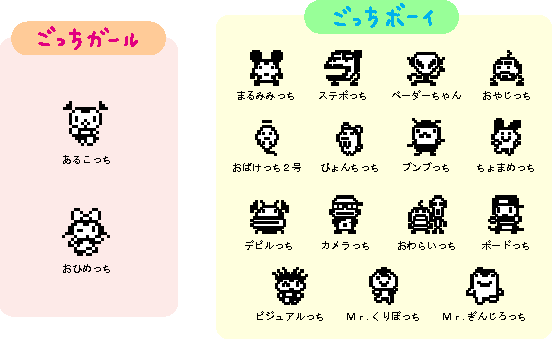 ごっちガール
ごっちボーイ
あるこっち
おひめっち
まるみみっち
ステボっち
ベーダーちゃん
おやじっち
おばけっち２号
ぴょんちっち
ブンブっち
ちょまめっち
デビルっち
カメラっち
おわらいっち
ボードっち
ビジュアルっち
Ｍｒ.くりぼっち
Ｍｒ.ぎんじろっち